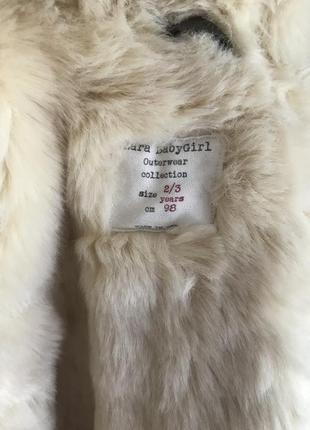 BabyGirl
Outerwear
collection
size 2/3
years
cm 98